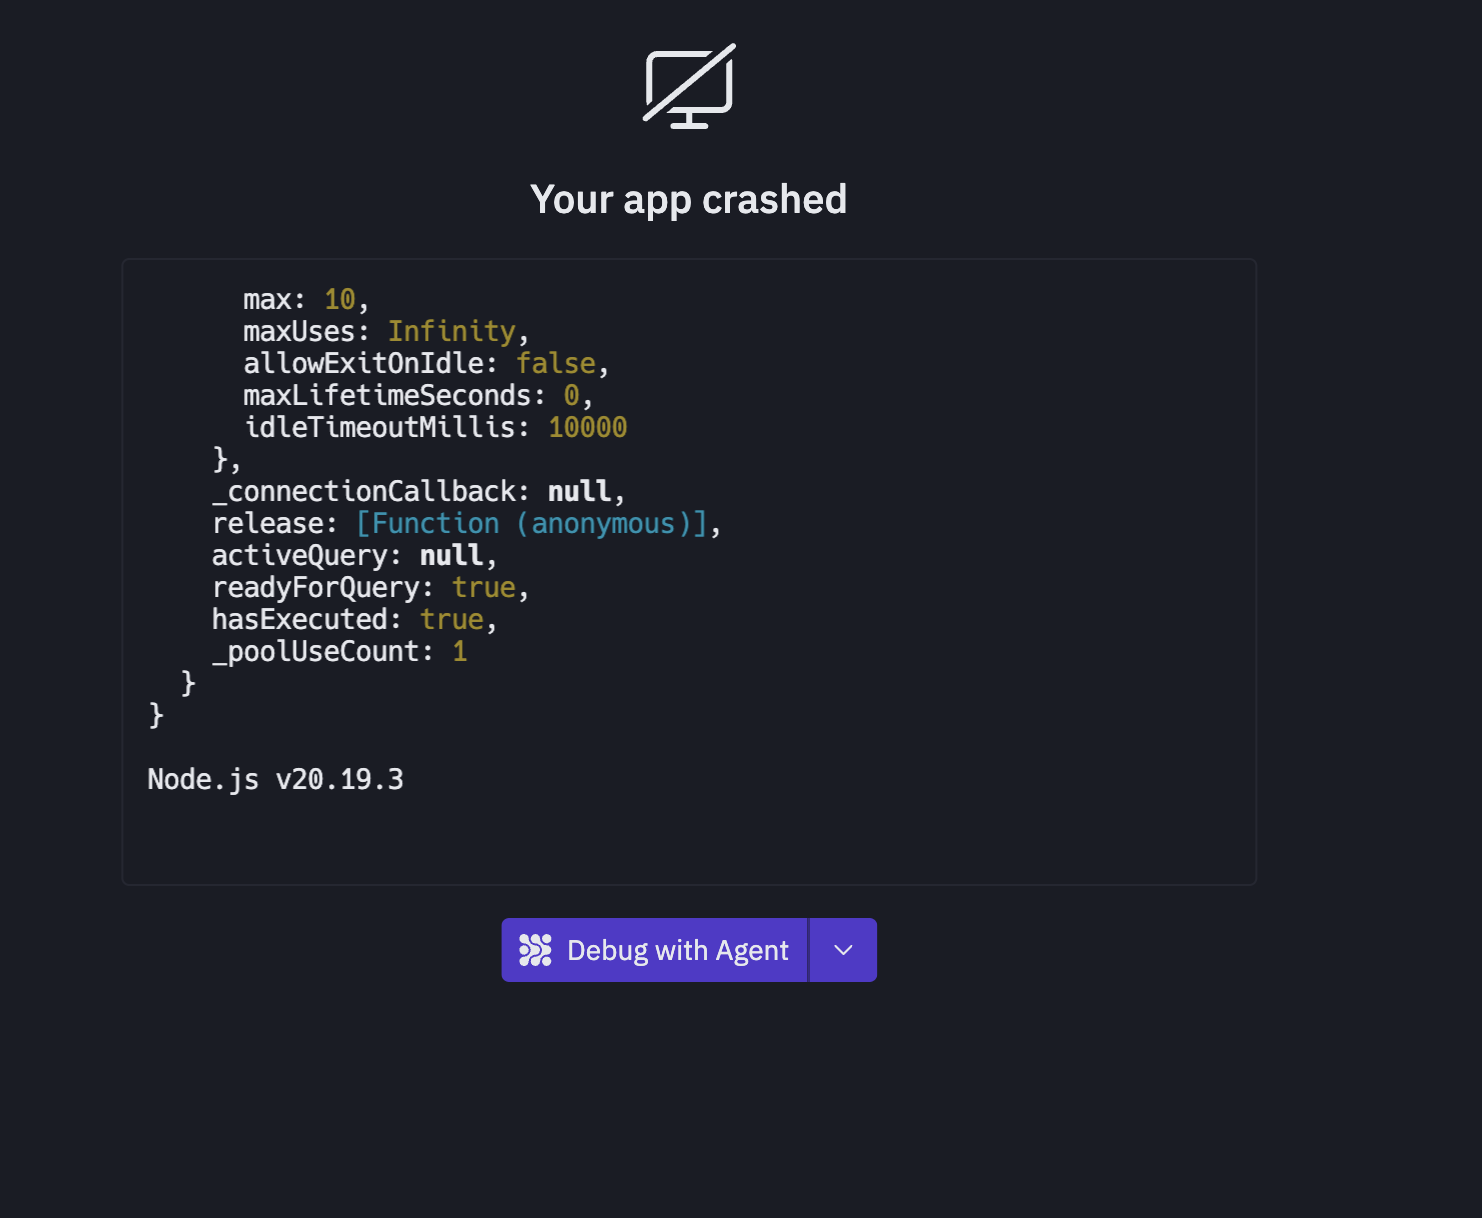 Your app crashed
max: 10,
maxUses: Infinity,
allowExitOnIdle: false,
maxLifetimeSeconds: 0,
idleTimeoutMillis: 10000
},
_connectionCallback: null,
release: [Function (anonymous)],
activeQuery: null,
readyForQuery: true,
hasExecuted: true,
_poolUseCount: 1
}
}
Node.js v20.19.3
Debug with Agent